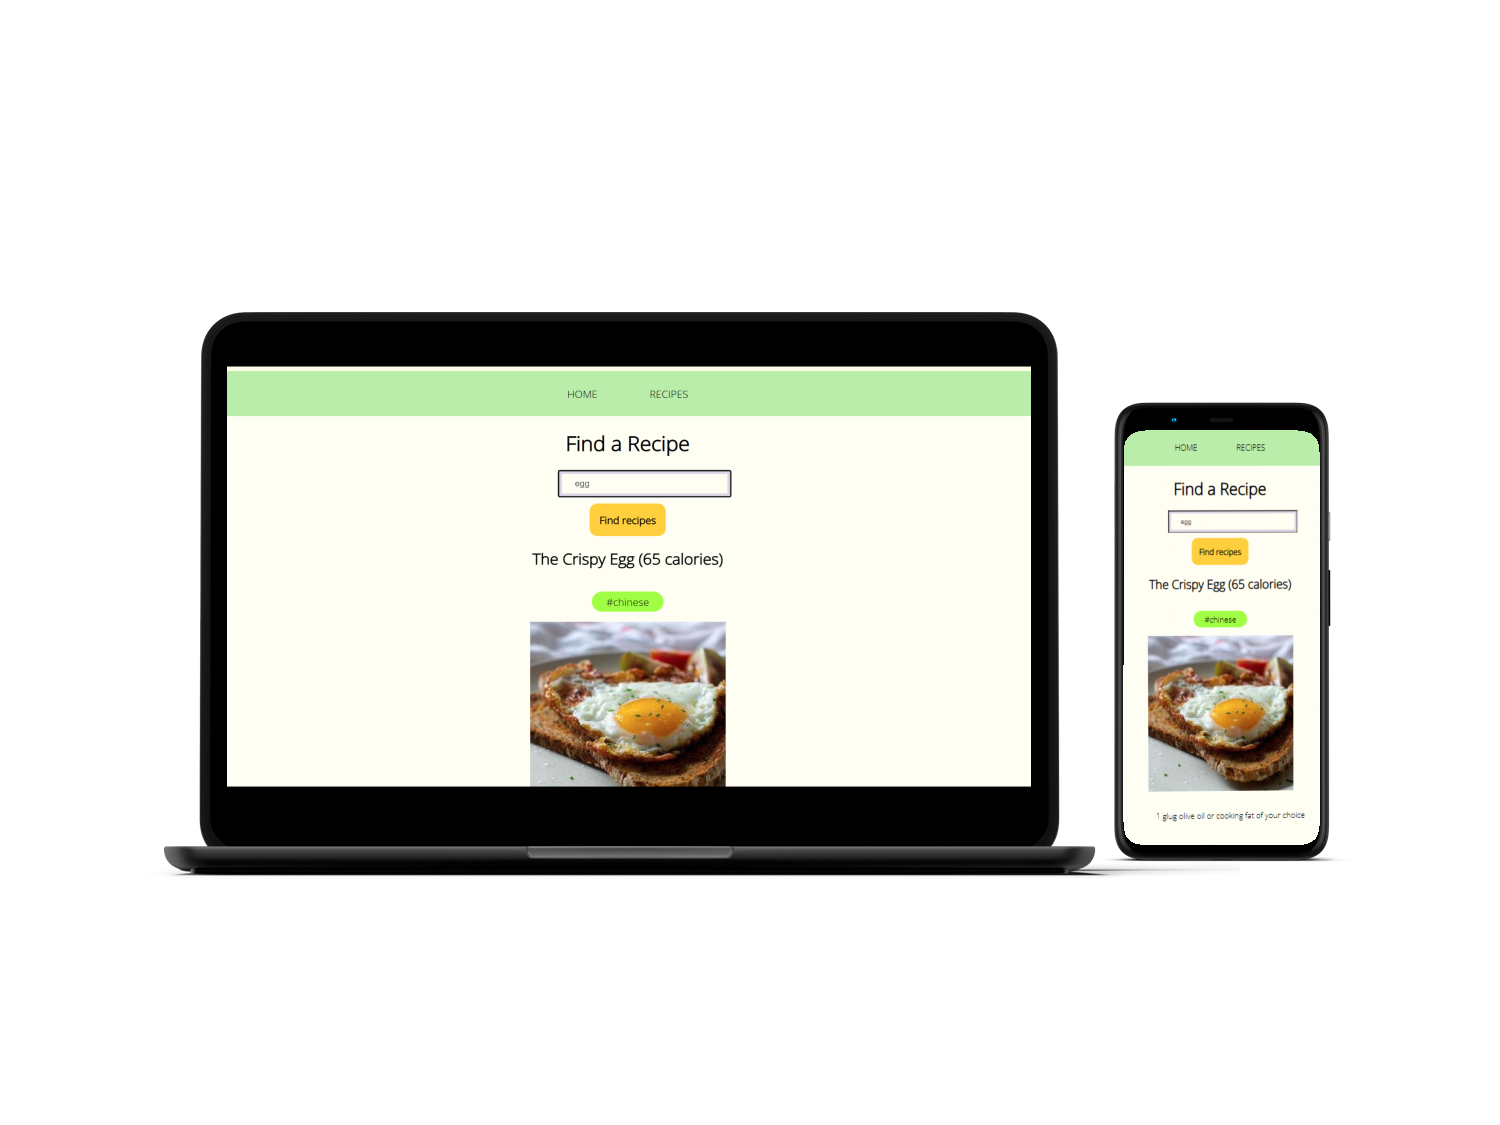 HOME RECIPES
Find a Recipe
egg
Find recipes
The Crispy Egg (65 calories)
#chinese
HOME RECIPES
Find a Recipe
egg
Find recipes
The Crispy Egg (65 calories)
#chinese
1 glug olive oil or cooking fat of your choice